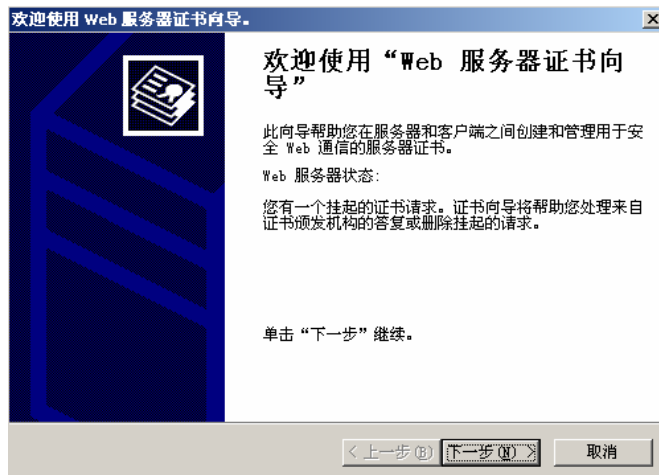 欢迎使用 Web 服务器证书向导。
欢迎使用“Web 服务器证书向
导”
此向导帮助您在服务器和客户端之间创建和管理用于安
全 Web 通信的服务器证书。
Web 服务器状态:
您有一个挂起的证书请求。证书向导将帮助您处理来自
证书颁发机构的答复或删除挂起的请求。
单击“下一步”继续。
< 上一步(B) 下一步(N) > 取消